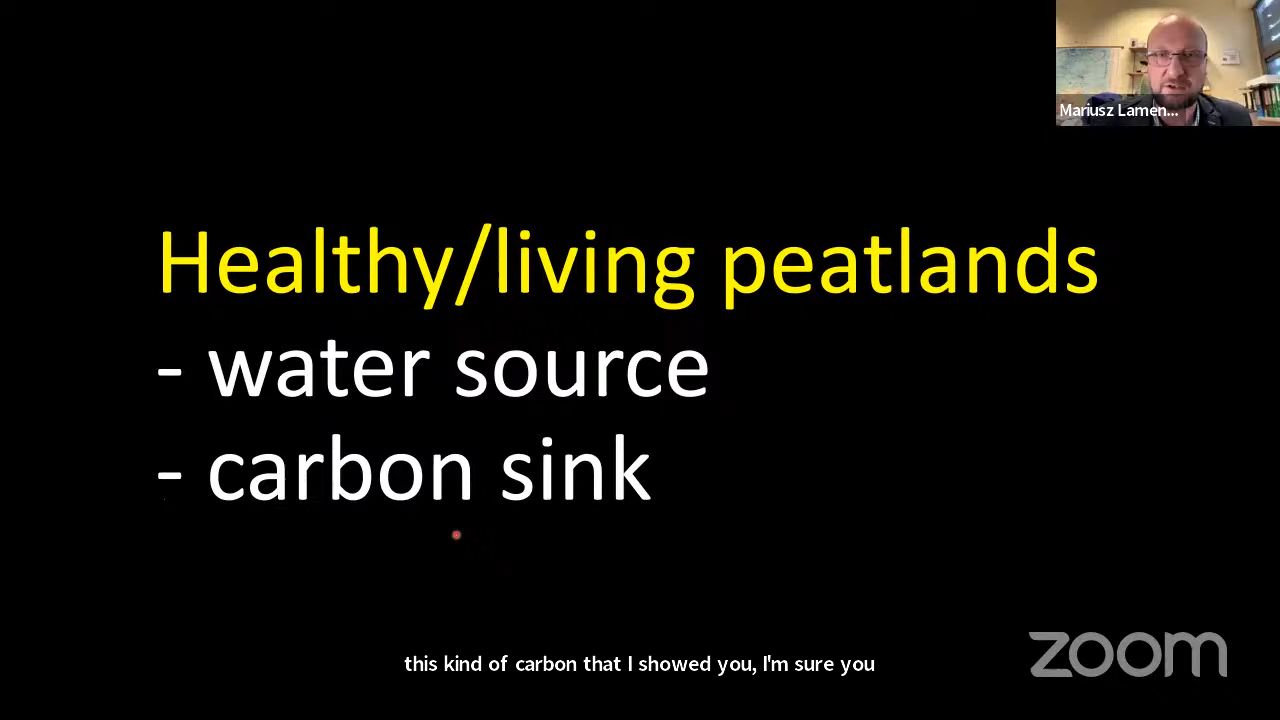 Mariusz Lamen...
Healthy/living peatlands
- water source
- carbon sink
this kind of carbon that I showed you, I'm sure you
zoom